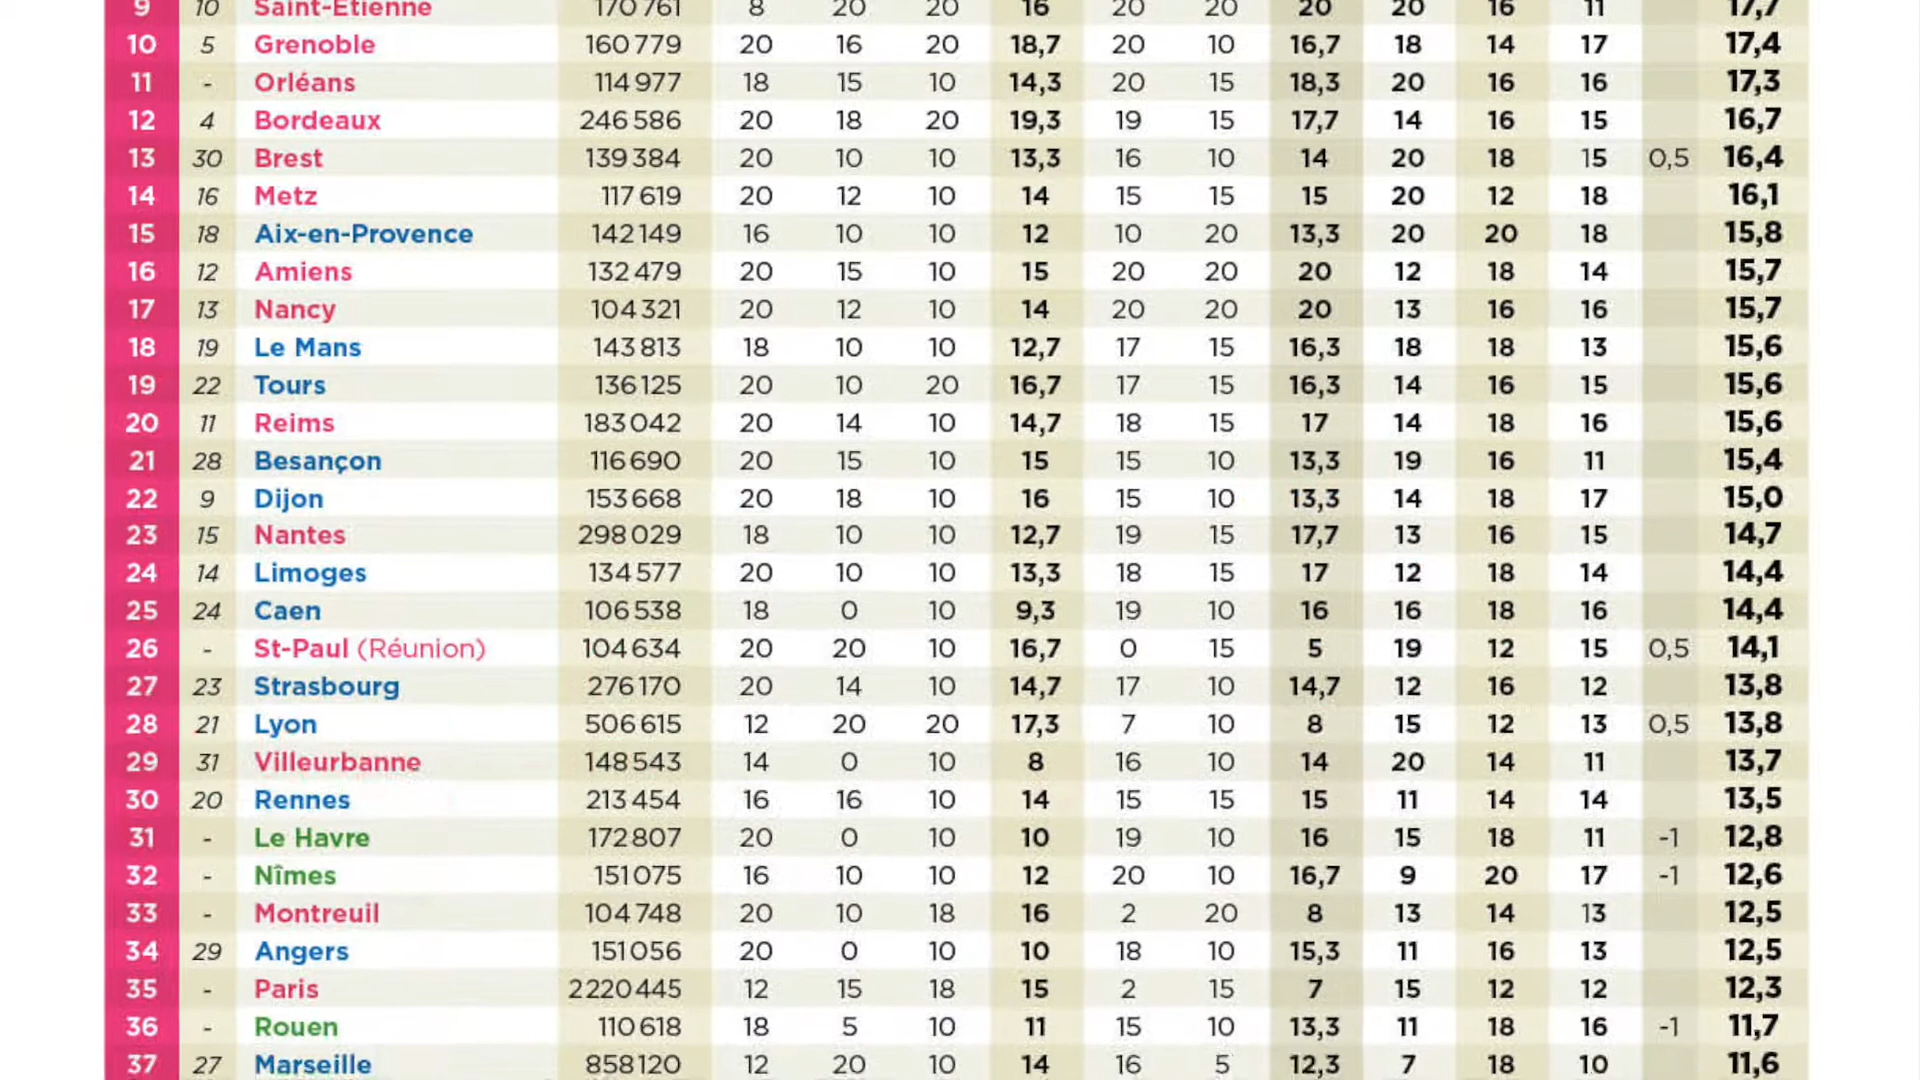 9 10 Saint-Etienne 170 761 8 20 20 16 20 20 20 20 16 11 17,7
10 5 Grenoble 160 779 20 16 20 18,7 20 10 16,7 18 14 17 17,4
11 - Orléans 114 977 18 15 10 14,3 20 15 18,3 20 16 16 17,3
12 4 Bordeaux 246 586 20 18 20 19,3 19 15 17,7 14 16 15 16,7
13 30 Brest 139 384 20 10 10 13,3 16 10 14 20 18 15 0,5 16,4
14 16 Metz 117 619 20 12 10 14 15 15 15 20 12 18 16,1
15 18 Aix-en-Provence 142 149 16 10 10 12 10 20 13,3 20 20 18 15,8
16 12 Amiens 132 479 20 15 10 15 20 20 20 12 18 14 15,7
17 13 Nancy 104 321 20 12 10 14 20 20 20 13 16 16 15,7
18 19 Le Mans 143 813 18 10 10 12,7 17 15 16,3 18 18 13 15,6
19 22 Tours 136 125 20 10 20 16,7 17 15 16,3 14 16 15 15,6
20 11 Reims 183 042 20 14 10 14,7 18 15 17 14 18 16 15,6
21 28 Besançon 116 690 20 15 10 15 15 10 13,3 19 16 11 15,4
22 9 Dijon 153 668 20 18 10 16 15 10 13,3 14 18 17 15,0
23 15 Nantes 298 029 18 10 10 12,7 19 15 17,7 13 16 15 14,7
24 14 Limoges 134 577 20 10 10 13,3 18 15 17 12 18 14 14,4
25 24 Caen 106 538 18 0 10 9,3 19 10 16 16 18 16 14,4
26 - St-Paul (Réunion) 104 634 20 20 10 16,7 0 15 5 19 12 15 0,5 14,1
27 23 Strasbourg 276 170 20 14 10 14,7 17 10 14,7 12 16 12 13,8
28 21 Lyon 506 615 12 20 20 17,3 7 10 8 15 12 13 0,5 13,8
29 31 Villeurbanne 148 543 14 0 10 8 16 10 14 20 14 11 13,7
30 20 Rennes 213 454 16 16 10 14 15 15 15 11 14 14 13,5
31 - Le Havre 172 807 20 0 10 10 19 10 16 15 18 11 -1 12,8
32 - Nîmes 151 075 16 10 10 12 20 10 16,7 9 20 17 -1 12,6
33 - Montreuil 104 748 20 10 18 16 2 20 8 13 14 13 12,5
34 29 Angers 151 056 20 0 10 10 18 10 15,3 11 16 13 12,5
35 - Paris 2 220 445 12 15 18 15 2 15 7 15 12 12 12,3
36 - Rouen 110 618 18 5 10 11 15 10 13,3 11 18 16 -1 11,7
37 27 Marseille 858 120 12 20 10 14 16 5 12,3 7 18 10 11,6